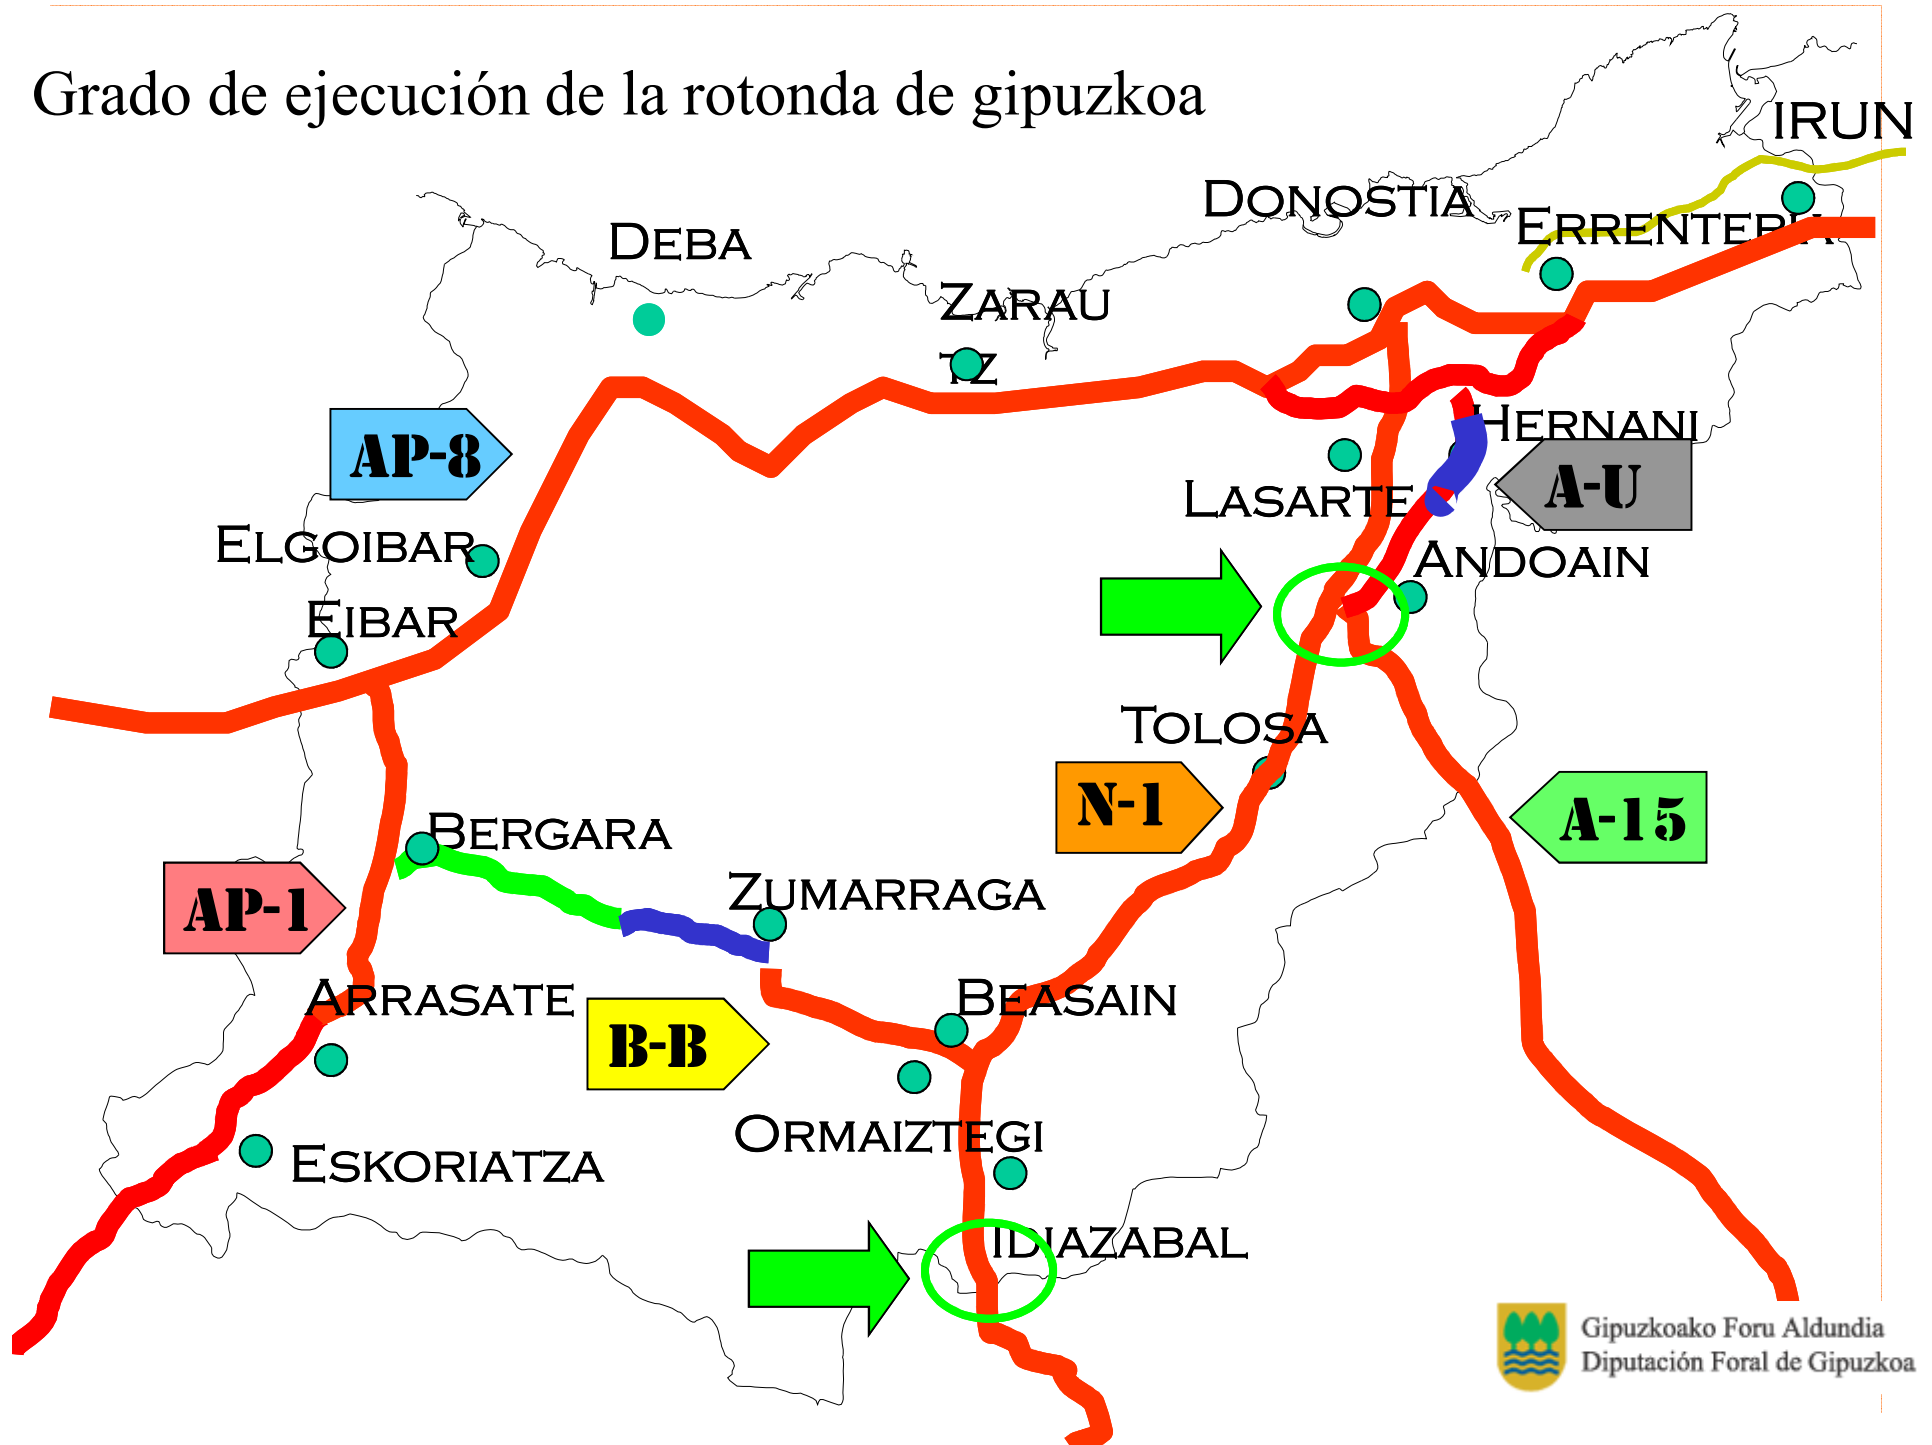 Grado de ejecución de la rotonda de gipuzkoa
IRUN
DONOSTIA
ERRENTERIA
DEBA
ZARAU
TZ
AP-8
HERNANI
A-U
LASARTE
ELGOIBAR
ANDOAIN
EIBAR
TOLOSA
N-1
A-15
BERGARA
ZUMARRAGA
AP-1
ARRASATE
BEASAIN
B-B
ORMAIZTEGI
ESKORIATZA
IDIAZABAL
Gipuzkoako Foru Aldundia
Diputación Foral de Gipuzkoa